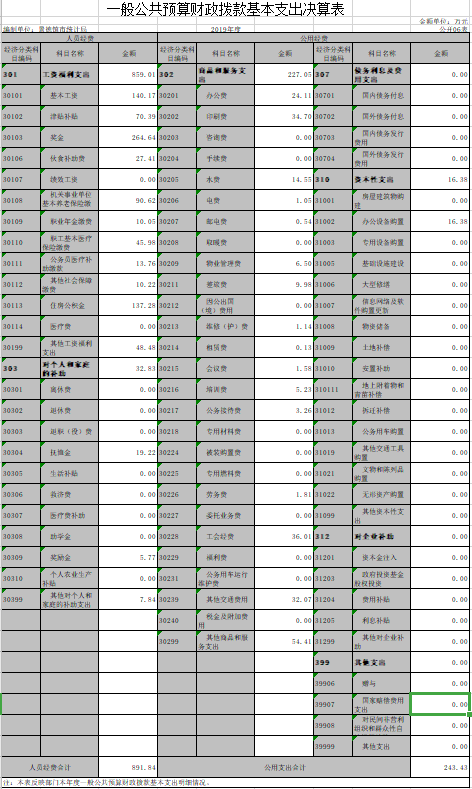 一般公共预算财政拨款基本支出决算表
金额单位：万元
编制单位：景德镇市统计局 2019年度 公开06表
人员经费 公用经费
经济分类科目编码 科目名称 金额 经济分类科目编码 科目名称 金额 经济分类科目编码 科目名称 金额
301 工资福利支出 859.01 302 商品和服务支出 227.05 307 债务利息及费用支出 0.00
30101 基本工资 140.17 30201 办公费 24.11 30701 国内债务付息 0.00
30102 津贴补贴 70.39 30202 印刷费 34.70 30702 国外债务付息 0.00
30103 奖金 264.64 30203 咨询费 0.00 30703 国内债务发行费用 0.00
30106 伙食补助费 27.41 30204 手续费 0.00 30704 国外债务发行费用 0.00
30107 绩效工资 0.00 30205 水费 14.55 310 资本性支出 16.38
30108 机关事业单位基本养老保险缴 90.62 30206 电费 1.05 31001 房屋建筑物购建 0.00
30109 职业年金缴费 10.05 30207 邮电费 0.54 31002 办公设备购置 16.38
30110 职工基本医疗保险缴费 45.98 30208 取暖费 0.00 31003 专用设备购置 0.00
30111 公务员医疗补助缴款 13.76 30209 物业管理费 6.50 31005 基础设施建设 0.00
30112 其他社会保障缴费 10.22 30211 差旅费 9.98 31006 大型修缮 0.00
30113 住房公积金 137.28 30212 因公出国（境）费用 0.00 31007 信息网络及软件购置更新 0.00
30114 医疗费 0.00 30213 维修（护）费 1.14 31008 物资储备 0.00
30199 其他工资福利支出 48.48 30214 租赁费 0.13 31009 土地补偿 0.00
303 对个人和家庭的补助 32.83 30215 会议费 1.58 31010 安置补助 0.00
30301 离休费 0.00 30216 培训费 5.23 310111 地上附着物和青苗补偿 0.00
30302 退休费 0.00 30217 公务接待费 3.26 31012 拆迁补偿 0.00
30303 退职（役）费 0.00 30218 专用材料费 0.00 31013 公务用车购置 0.00
30304 抚恤金 19.22 30224 被装购置费 0.00 31019 其他交通工具购置 0.00
30305 生活补贴 0.00 30225 专用燃料费 0.00 31021 文物和陈列品购置 0.00
30306 救济费 0.00 30226 劳务费 1.81 31022 无形资产购置 0.00
30307 医疗费补助 0.00 30227 委托业务费 0.00 31099 其他资本性支出 0.00
30308 助学金 0.00 30228 工会经费 36.01 312 对企业补助 0.00
30309 奖励金 5.77 30229 福利费 0.00 31201 资本金注入 0.00
30310 个人农业生产补贴 0.00 30231 公务用车运行维护费 0.00 31203 政府投资基金股权投资 0.00
30399 其他对个人和家庭的补助支出 7.84 30239 其他交通费用 32.07 31204 费用补贴 0.00
30240 税金及附加费用 0.00 31205 利息补贴 0.00
30299 其他商品和服务支出 54.41 31299 其他对企业补助 0.00
399 其他支出 0.00
39906 赠与 0.00
39907 国家赔偿费用支出 0.00
39908 对民间非营利组织和群众性自 0.00
39999 其他支出 0.00
人员经费合计 891.84 公用支出合计 243.43
注：本表反映部门本年度一般公共预算财政拨款基本支出明细情况。